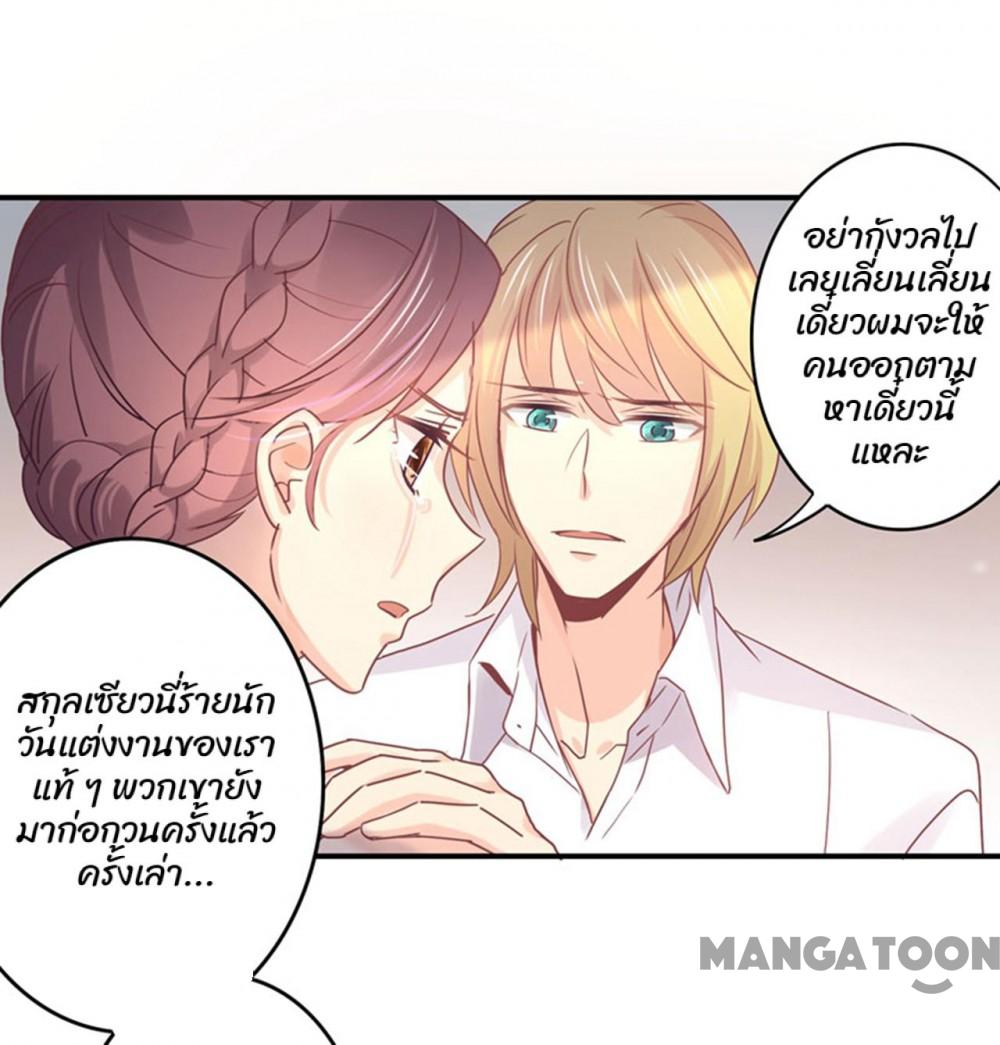 อย่ากังวลไป
เลยเลี่ยนเลี่ยน
เดี๋ยวผมจะให้
คนออกตาม
หาเดี๋ยวนี้
แหละ
สกุลเซียวนี่ร้ายนัก
วันแต่งงานของเรา
แท้ ๆ พวกเขายัง
มาก่อกวนครั้งแล้ว
ครั้งเล่า...
MANGATOON